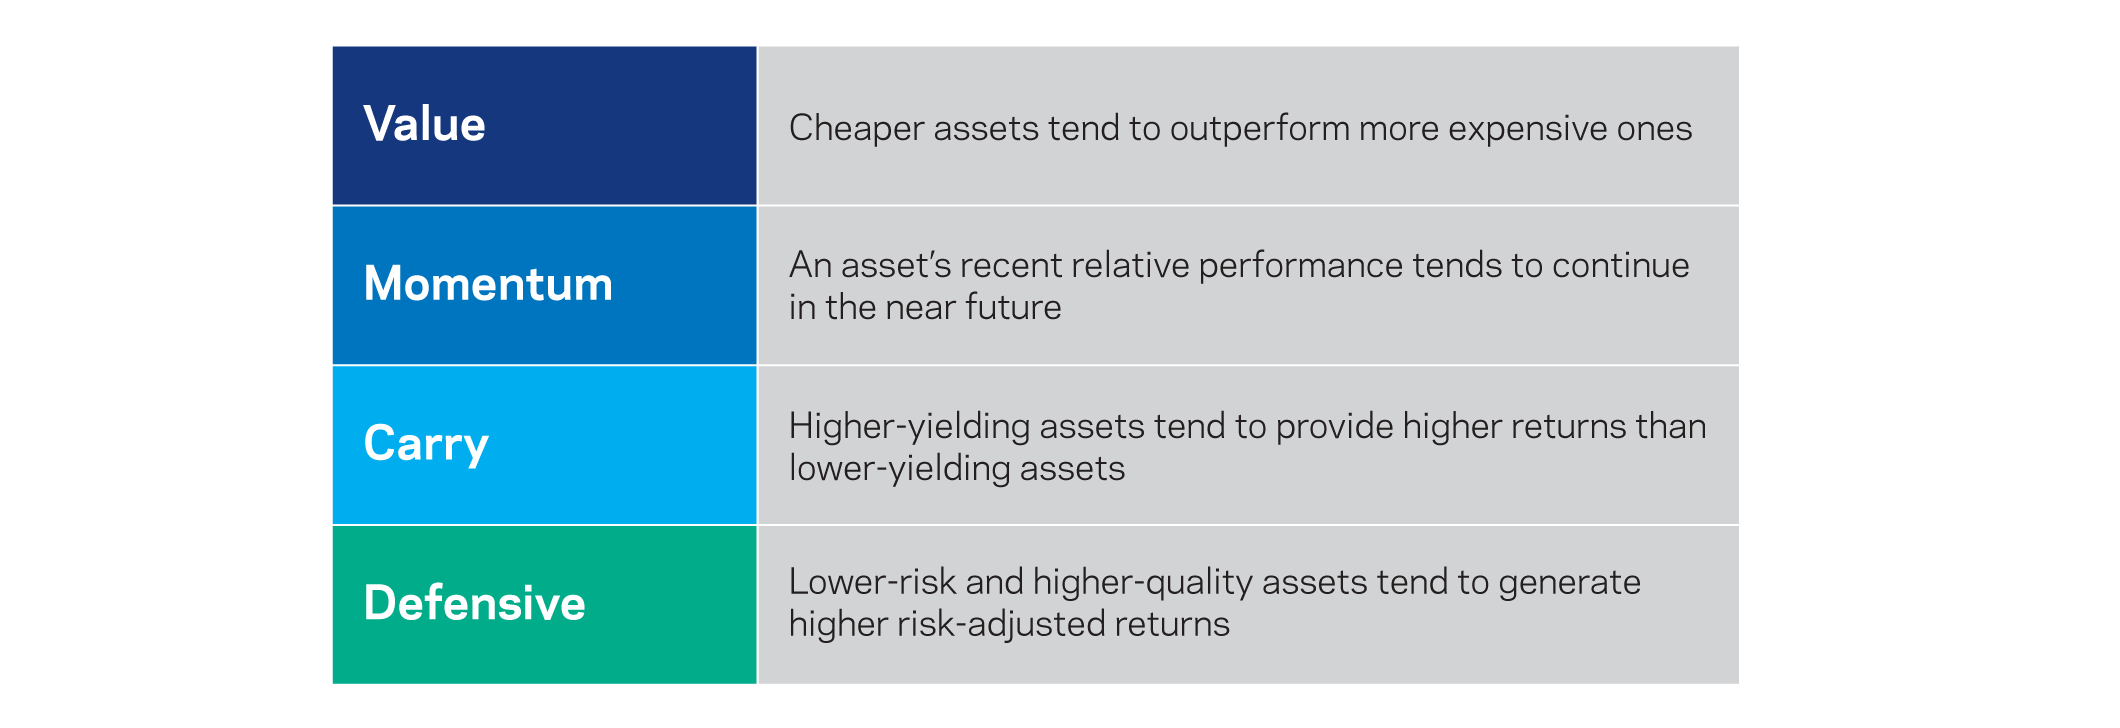 Value
Cheaper assets tend to outperform more expensive ones
Momentum
An asset’s recent relative performance tends to continue
in the near future
Carry
Higher-yielding assets tend to provide higher returns than
lower-yielding assets
Defensive
Lower-risk and higher-quality assets tend to generate
higher risk-adjusted returns